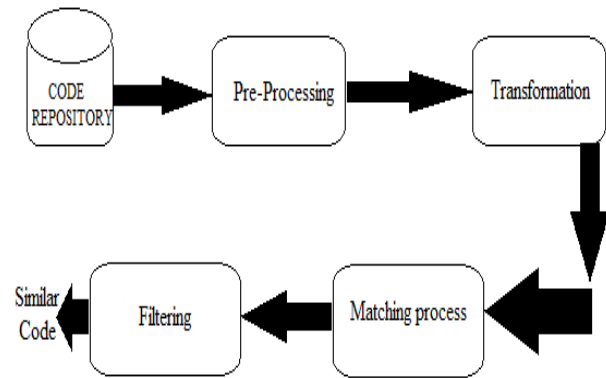 CODE
REPOSITORY
Pre-Processing
Transformation
Matching process
Filtering
Similar
Code